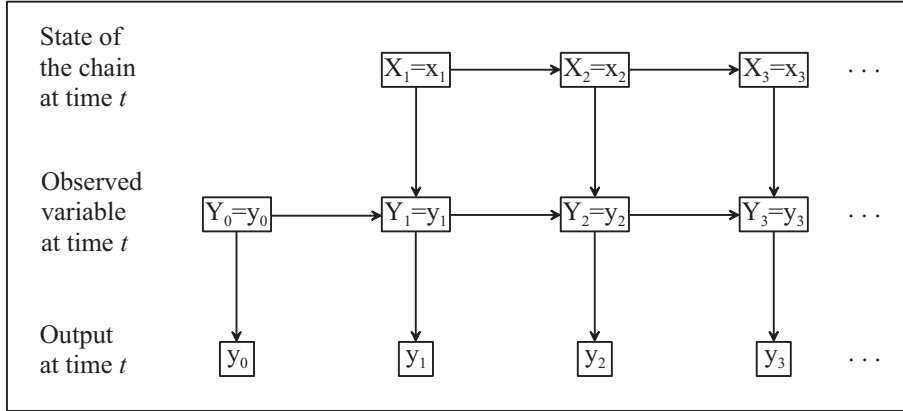 State of
the chain
at time t
X₁=x₁
X₂=x₂
X₃=x₃
. . .
Observed
variable
at time t
Y₀=y₀
Y₁=y₁
Y₂=y₂
Y₃=y₃
. . .
Output
at time t
y₀
y₁
y₂
y₃
. . .